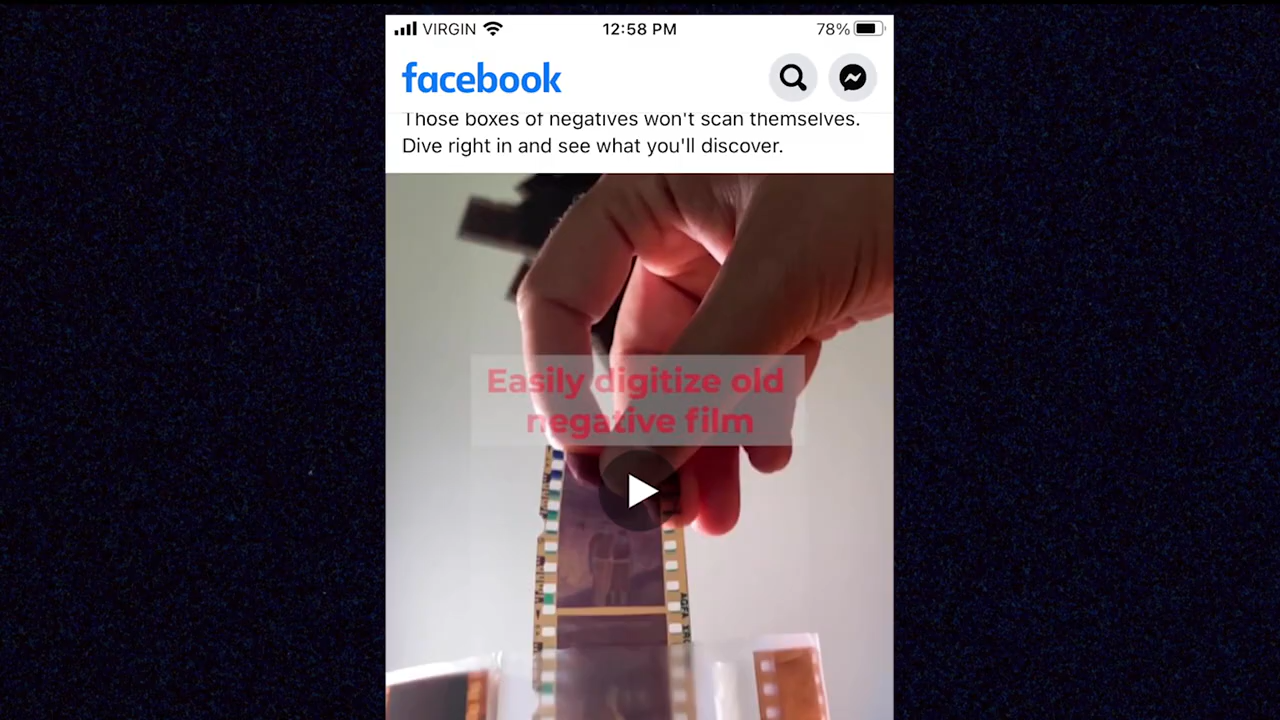 VIRGIN 12:58 PM 78%
facebook
Those boxes of negatives won't scan themselves.
Dive right in and see what you'll discover.
Easily digitize old
negative film